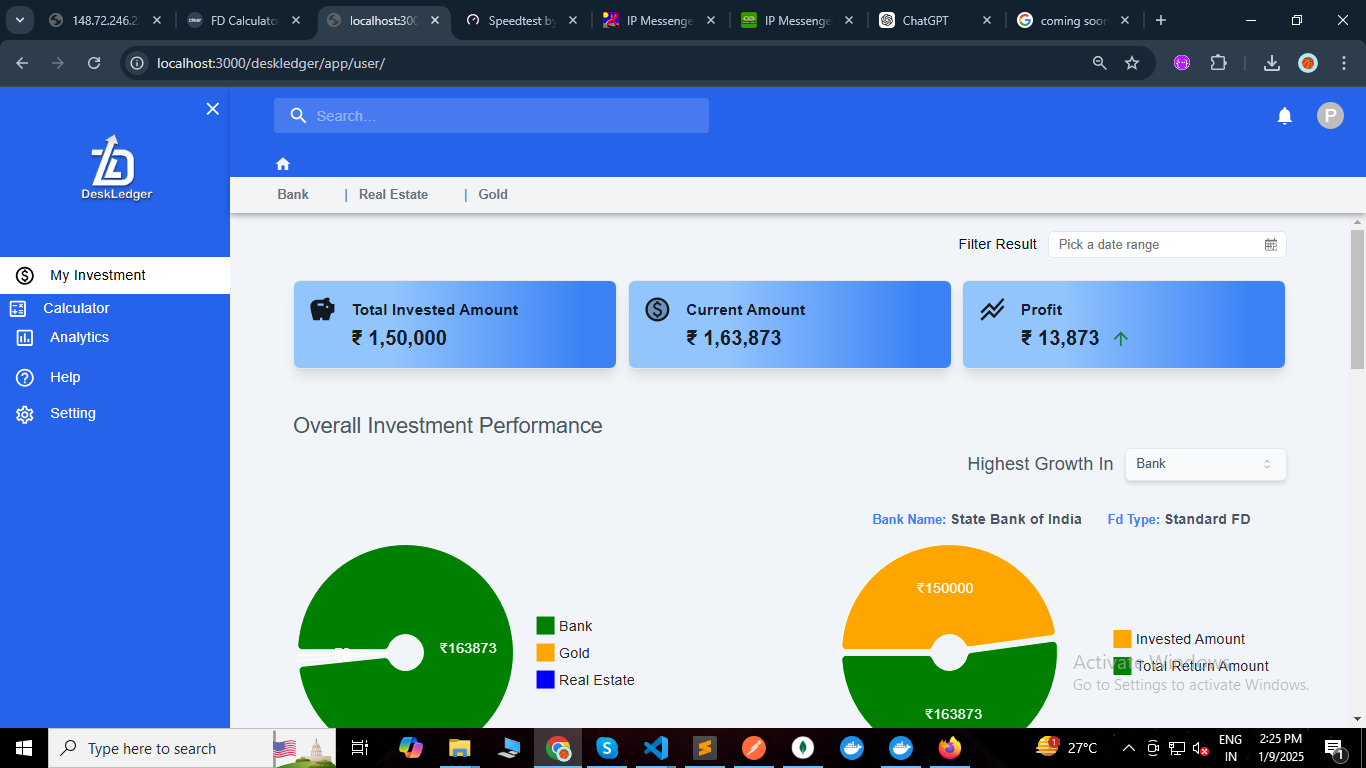 148.72.246.2
FD Calculato
localhost:300
Speedtest by
IP Messenge
IP Messenge
ChatGPT
coming soon
localhost:3000/deskledger/app/user/
Search...
P
DeskLedger
Bank | Real Estate | Gold
My Investment
Calculator
Analytics
Help
Setting
Filter Result Pick a date range
Total Invested Amount
₹ 1,50,000
Current Amount
₹ 1,63,873
Profit
₹ 13,873
Overall Investment Performance
Highest Growth In Bank
Bank Name: State Bank of India Fd Type: Standard FD
₹163873
Bank
Gold
Real Estate
₹150000
₹163873
Invested Amount
Total Return Amount
Activate Windows
Go to Settings to activate Windows.
Type here to search
27°C
ENG
IN
2:25 PM
1/9/2025
1